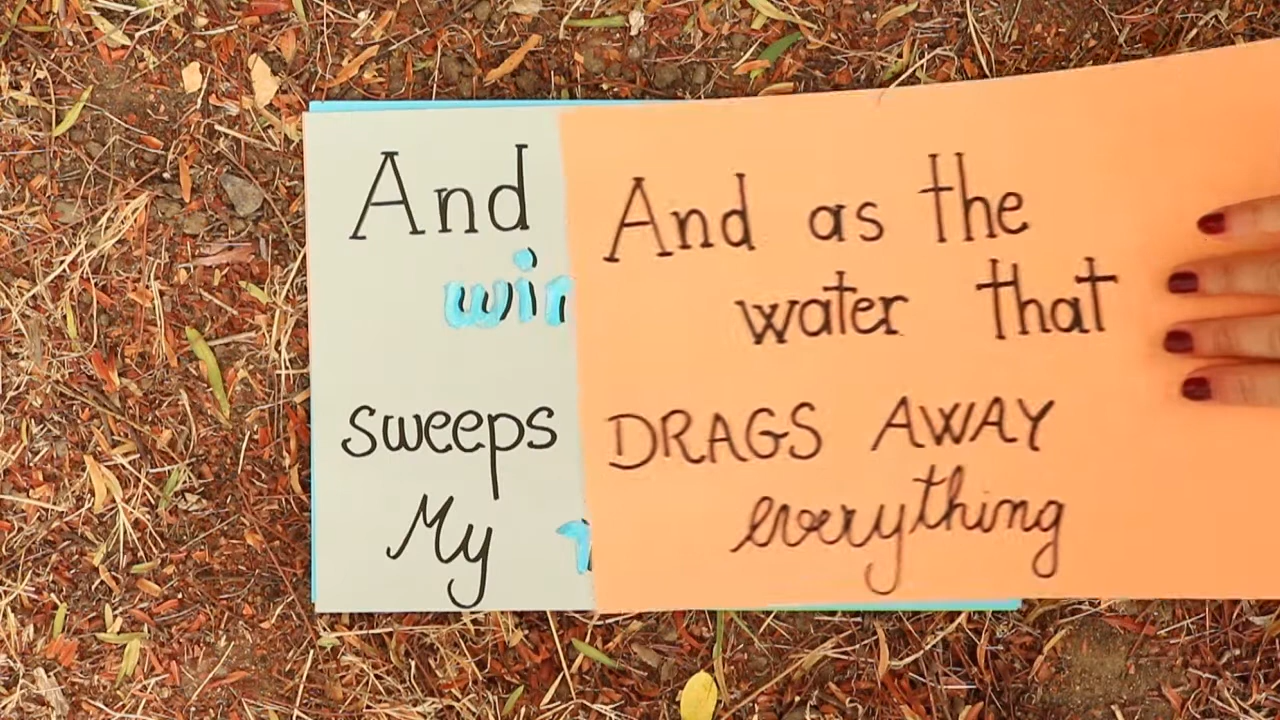 And
sweeps
My
And as the
water that
DRAGS AWAY
everything